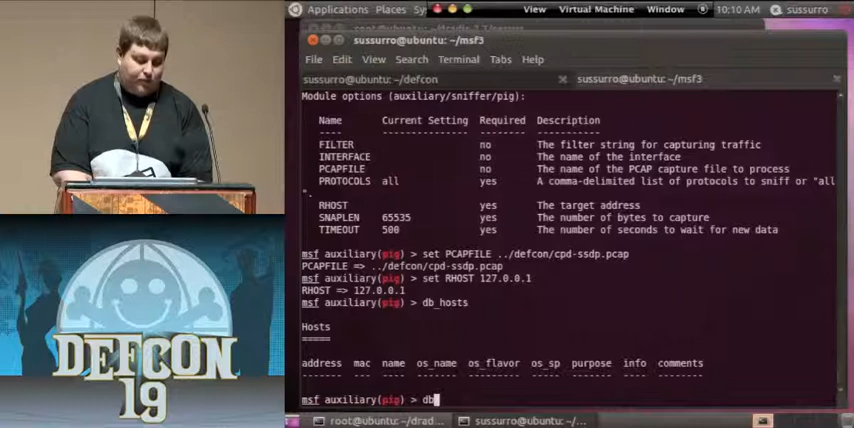 Applications Places Sy View Virtual Machine Window 10:10 AM sussurro
sussurro@ubuntu: ~/msf3
File Edit View Search Terminal Tabs Help
sussurro@ubuntu: ~/defcon sussurro@ubuntu: ~/msf3
Module options (auxiliary/sniffer/pig):
Name Current Setting Required Description
---- --------------- -------- -----------
FILTER no The filter string for capturing traffic
INTERFACE no The name of the interface
PCAPFILE no The name of the PCAP capture file to process
PROTOCOLS all yes A comma-delimited list of protocols to sniff or "all
".
RHOST yes The target address
SNAPLEN 65535 yes The number of bytes to capture
TIMEOUT 500 yes The number of seconds to wait for new data
msf auxiliary(pig) > set PCAPFILE ../defcon/cpd-ssdp.pcap
PCAPFILE => ../defcon/cpd-ssdp.pcap
msf auxiliary(pig) > set RHOST 127.0.0.1
RHOST => 127.0.0.1
msf auxiliary(pig) > db_hosts
Hosts
=====
address mac name os_name os_flavor os_sp purpose info comments
------- --- ---- ------- --------- ----- ------- ---- --------
msf auxiliary(pig) > db
root@ubuntu: ~/drad... sussurro@ubuntu: ~/...
DEFCON
19